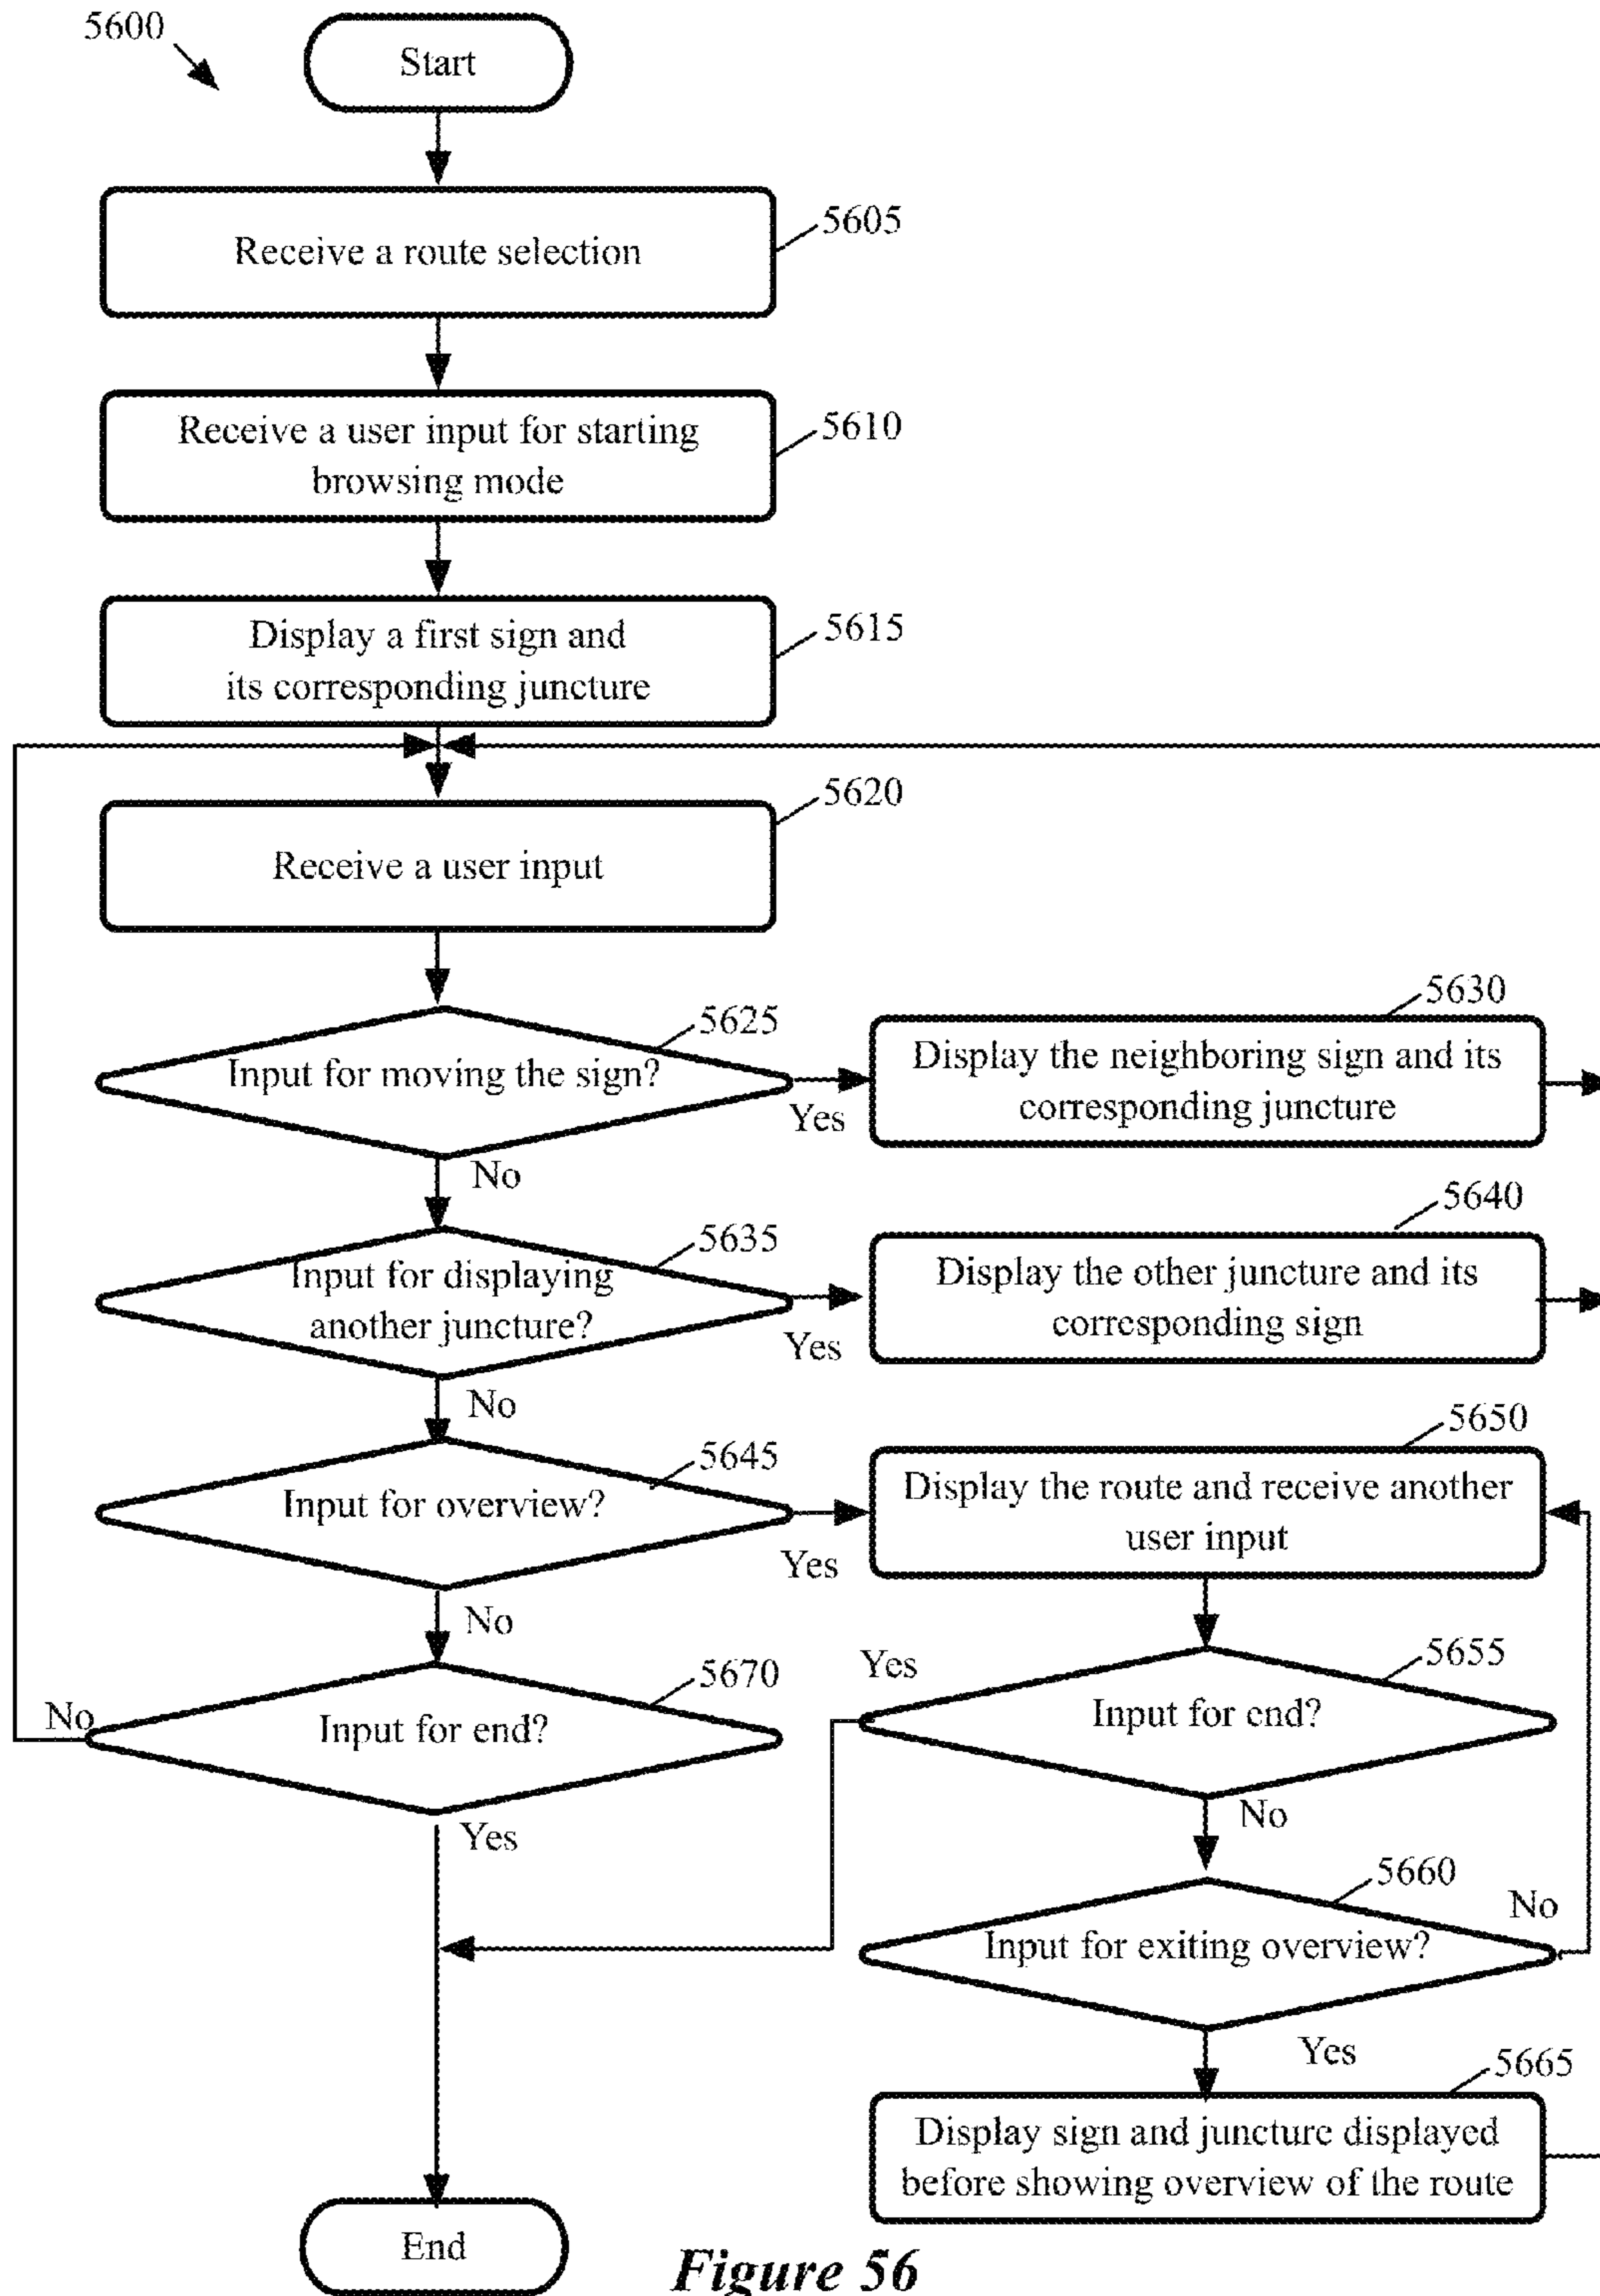 5600
Start
5605
Receive a route selection
5610
Receive a user input for starting
browsing mode
5615
Display a first sign and
its corresponding juncture
5620
Receive a user input
5625
Input for moving the sign?
Yes
No
5630
Display the neighboring sign and its
corresponding juncture
5635
Input for displaying
another juncture?
Yes
No
5640
Display the other juncture and its
corresponding sign
5645
Input for overview?
Yes
No
5650
Display the route and receive another
user input
5670
Input for end?
No
Yes
5655
Input for end?
Yes
No
5660
Input for exiting overview?
No
Yes
5665
Display sign and juncture displayed
before showing overview of the route
End
Figure 56